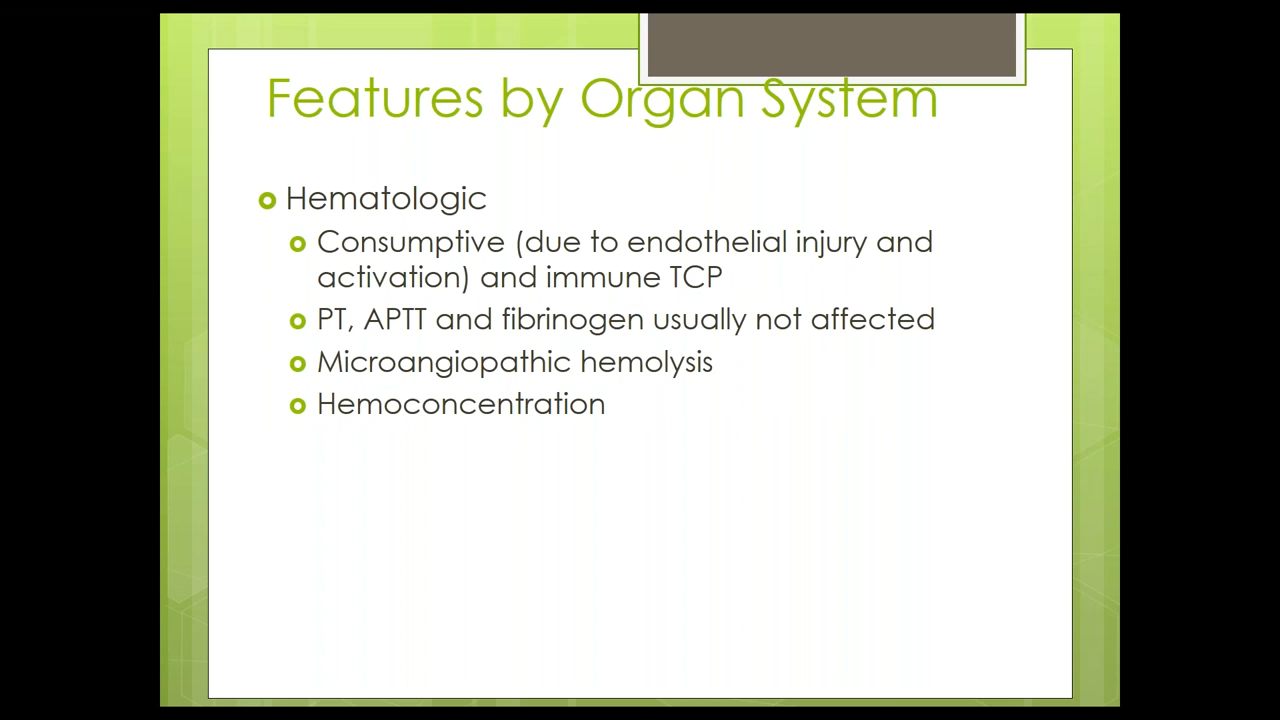 Features by Organ System
Hematologic
Consumptive (due to endothelial injury and
activation) and immune TCP
PT, APTT and fibrinogen usually not affected
Microangiopathic hemolysis
Hemoconcentration